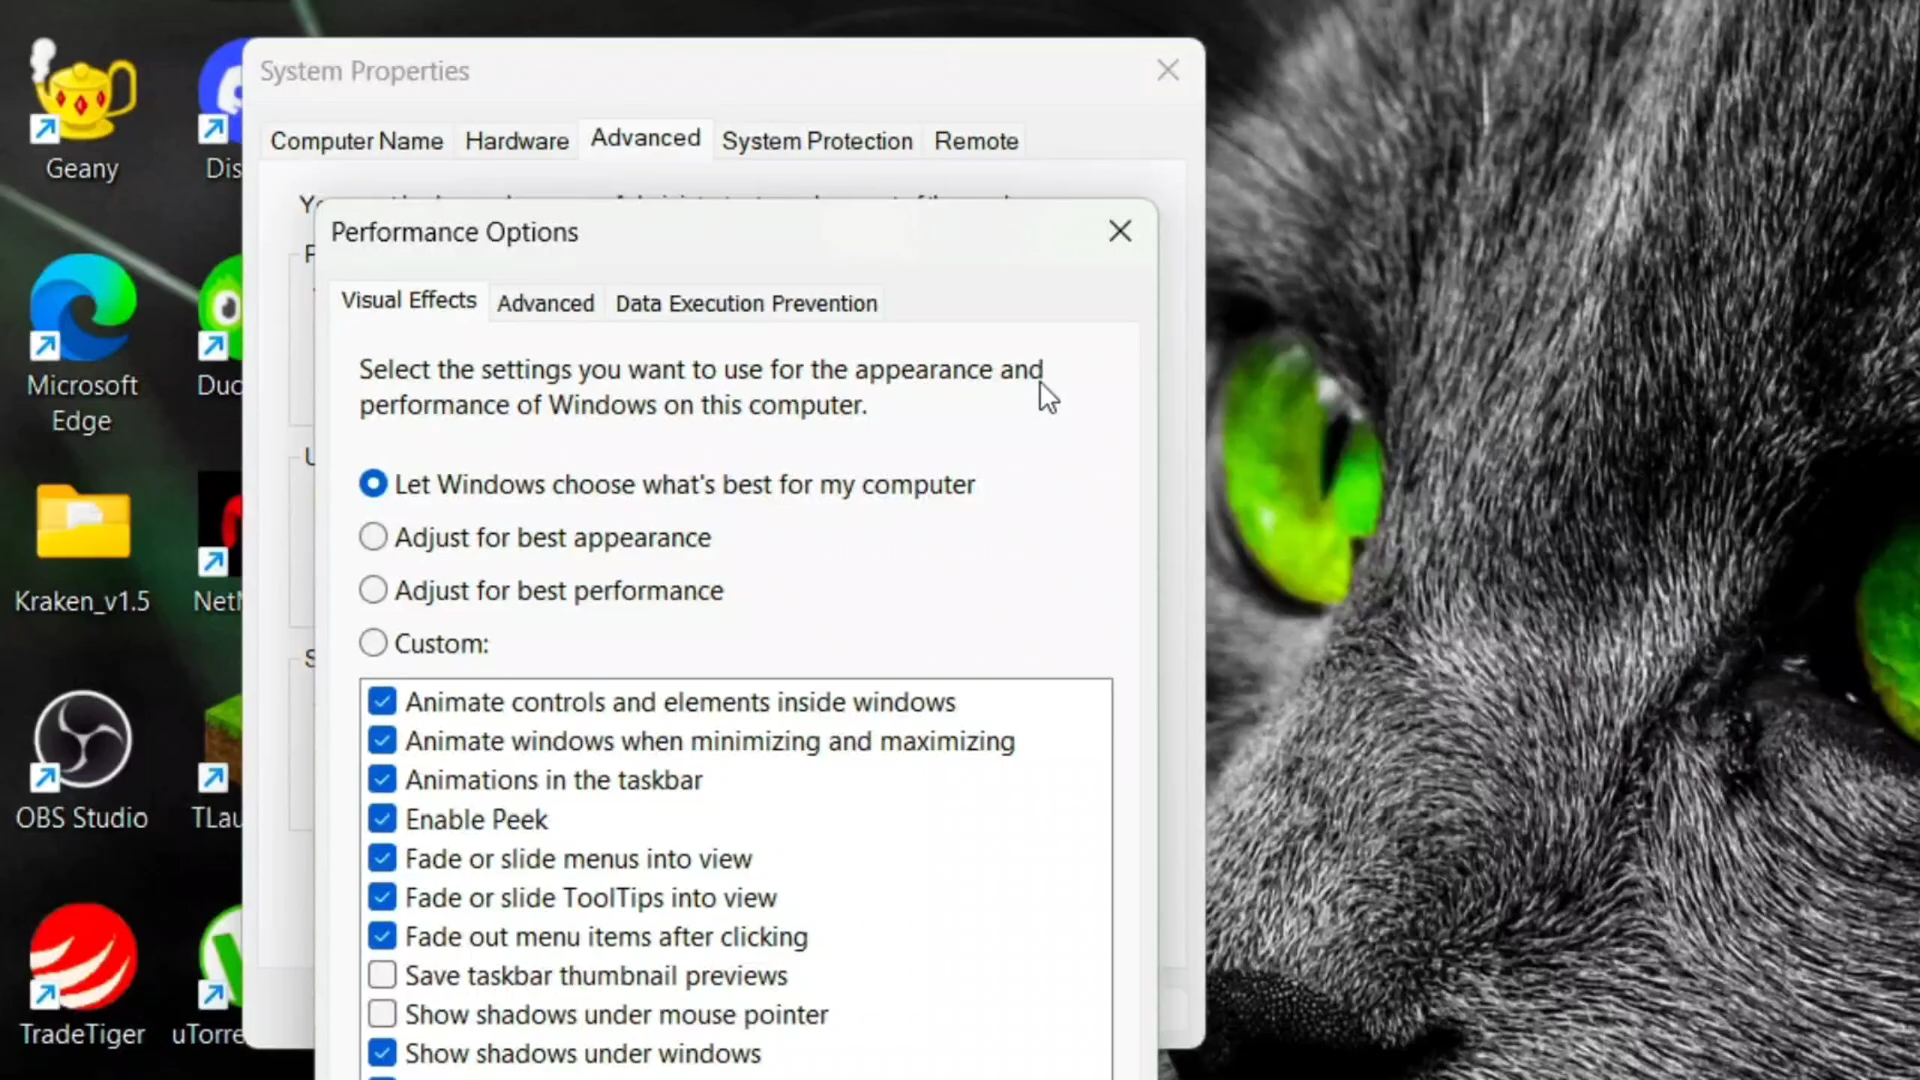 System Properties
Computer Name Hardware Advanced System Protection Remote
Performance Options
Visual Effects Advanced Data Execution Prevention
Select the settings you want to use for the appearance and
performance of Windows on this computer.
Let Windows choose what's best for my computer
Adjust for best appearance
Adjust for best performance
Custom:
Animate controls and elements inside windows
Animate windows when minimizing and maximizing
Animations in the taskbar
Enable Peek
Fade or slide menus into view
Fade or slide ToolTips into view
Fade out menu items after clicking
Save taskbar thumbnail previews
Show shadows under mouse pointer
Show shadows under windows
Geany
Dis
Microsoft
Edge
Duc
Kraken_v1.5
Net
OBS Studio
TLau
TradeTiger
uTorre